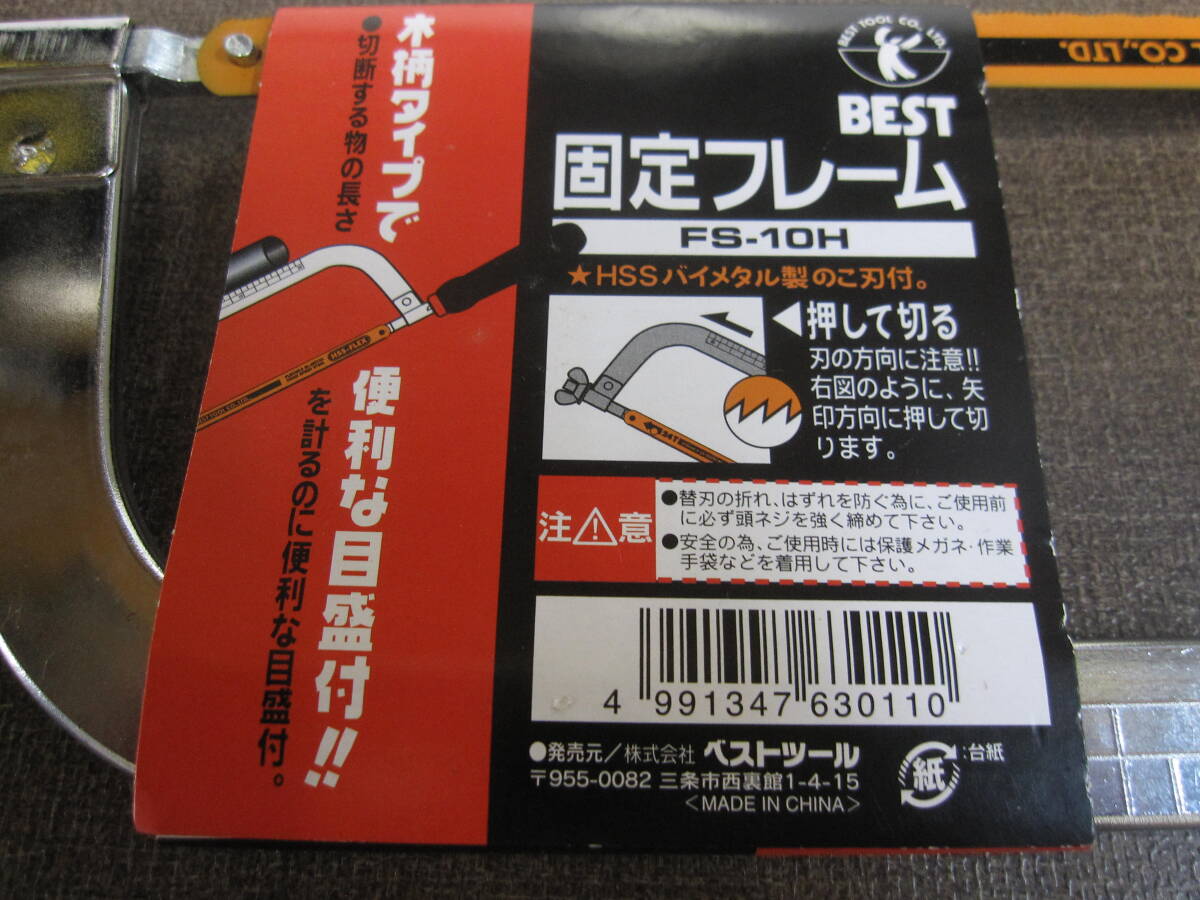 木柄タイプで
便利な目盛付!!
●切断する物の長さ
を計るのに便利な目盛付。
HSS-FLEX
BEST TOOL CO., LTD.
BEST
固定フレーム
FS-10H
★HSSバイメタル製のこ刃付。
◀押して切る
刃の方向に注意!!
右図のように、矢
印方向に押して切
ります。
24T
注⚠意
●替刃の折れ、はずれを防ぐ為に、ご使用前
に必ず頭ネジを強く締めて下さい。
●安全の為、ご使用時には保護メガネ・作業
手袋などを着用して下さい。
4 991347 630110
●発売元／株式会社 ベストツール
〒955-0082 三条市西裏館1-4-15
<MADE IN CHINA>
紙
:台紙
CO.,LTD.